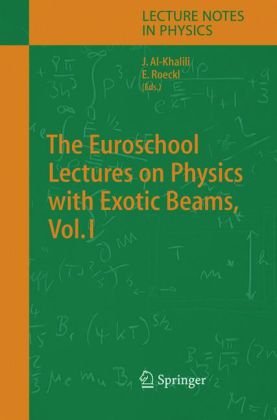 LECTURE NOTES
IN PHYSICS
J. Al-Khalili
E. Roeckl
(Eds.)
The Euroschool
Lectures on Physics
with Exotic Beams,
Vol. I
Springer